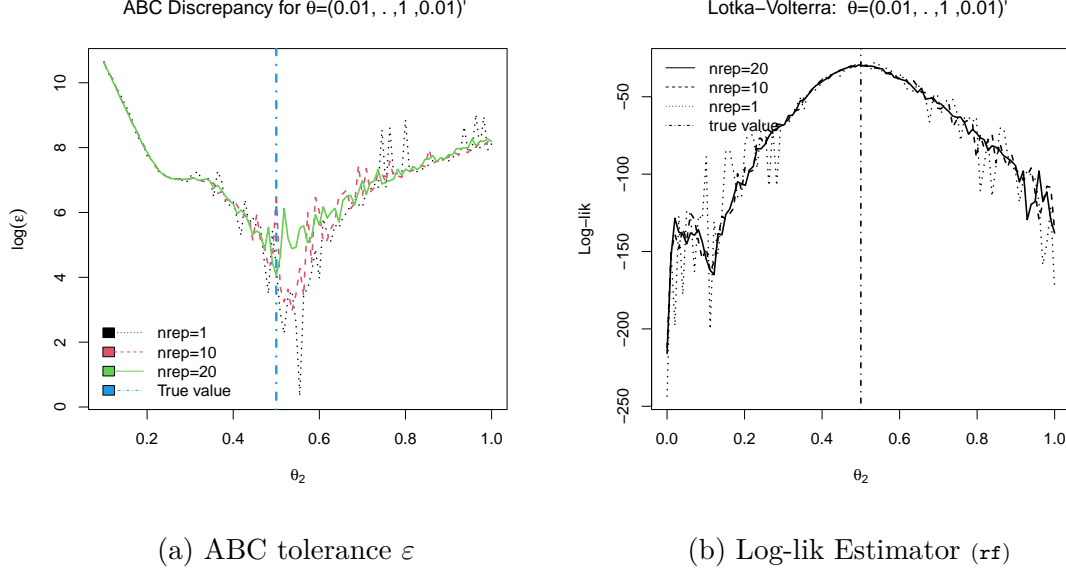 ABC Discrepancy for θ=(0.01, . ,1 ,0.01)'
log(ε)
10
8
6
4
2
0
nrep=1
nrep=10
nrep=20
True value
0.2 0.4 0.6 0.8 1.0
θ2
(a) ABC tolerance ε
Lotka−Volterra: θ=(0.01, . ,1 ,0.01)'
Log−lik
−50
−100
−150
−200
−250
nrep=20
nrep=10
nrep=1
true value
0.0 0.2 0.4 0.6 0.8 1.0
θ2
(b) Log-lik Estimator (rf)